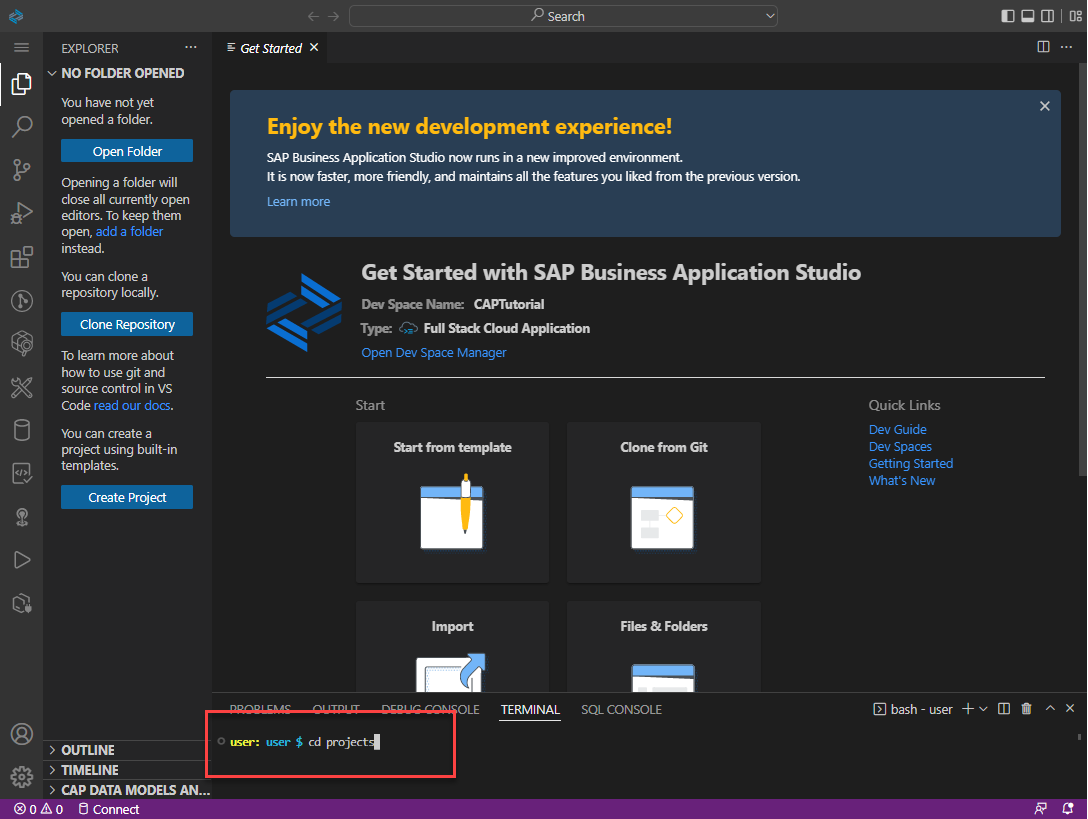 Search
EXPLORER
···
NO FOLDER OPENED
You have not yet
opened a folder.
Open Folder
Opening a folder will
close all currently open
editors. To keep them
open, add a folder
instead.
You can clone a
repository locally.
Clone Repository
To learn more about
how to use git and
source control in VS
Code read our docs.
You can create a
project using built-in
templates.
Create Project
OUTLINE
TIMELINE
CAP DATA MODELS AN...
Get Started
Enjoy the new development experience!
SAP Business Application Studio now runs in a new improved environment.
It is now faster, more friendly, and maintains all the features you liked from the previous version.
Learn more
Get Started with SAP Business Application Studio
Dev Space Name: CAPTutorial
Type: Full Stack Cloud Application
Open Dev Space Manager
Start
Start from template
Clone from Git
Import
Files & Folders
Quick Links
Dev Guide
Dev Spaces
Getting Started
What's New
PROBLEMS OUTPUT DEBUG CONSOLE TERMINAL SQL CONSOLE
bash - user
user: user $ cd projects
0 0 Connect